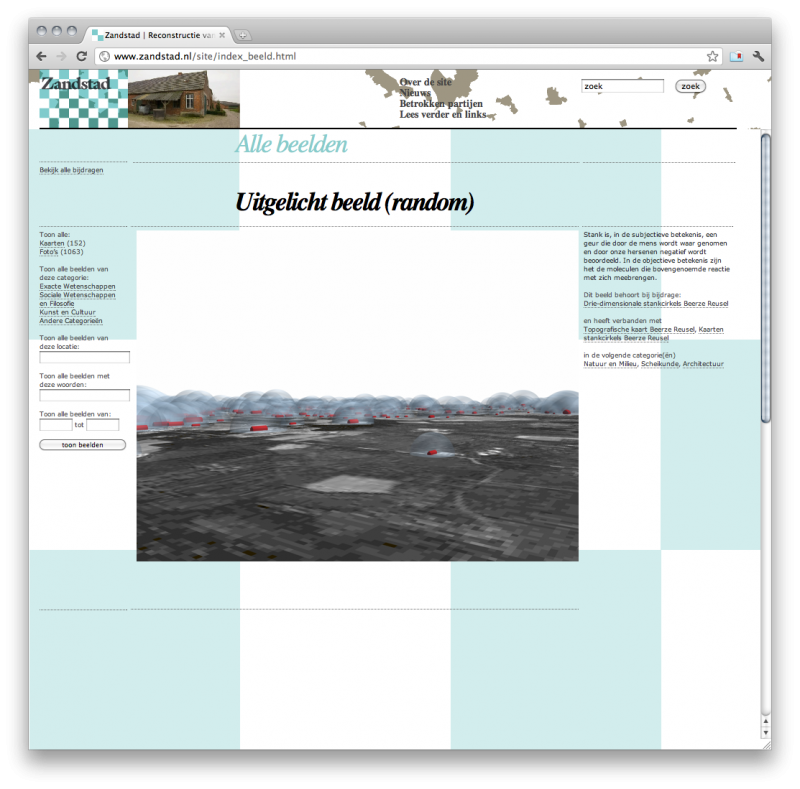 Zandstad | Reconstructie va
www.zandstad.nl/site/index_beeld.html
Zandstad
Over de site
Nieuws
Betrokken partijen
Lees verder en links
zoek
zoek
Alle beelden
Bekijk alle bijdragen
Uitgelicht beeld (random)
Toon alle:
Kaarten (152)
Foto's (1063)
Toon alle beelden van
deze categorie:
Exacte Wetenschappen
Sociale Wetenschappen
en Filosofie
Kunst en Cultuur
Andere Categorieën
Toon alle beelden van
deze locatie:
Toon alle beelden met
deze woorden:
Toon alle beelden van:
tot
toon beelden
Stank is, in de subjectieve betekenis, een
geur die door de mens wordt waar genomen
en door onze hersenen negatief wordt
beoordeeld. In de objectieve betekenis zijn
het de moleculen die bovengenoemde reactie
met zich meebrengen.
Dit beeld behoort bij bijdrage:
Drie-dimensionale stankcirkels Beerze Reusel
en heeft verbanden met
Topografische kaart Beerze Reusel, Kaarten
stankcirkels Beerze Reusel
in de volgende categorie(ën)
Natuur en Milieu, Scheikunde, Architectuur